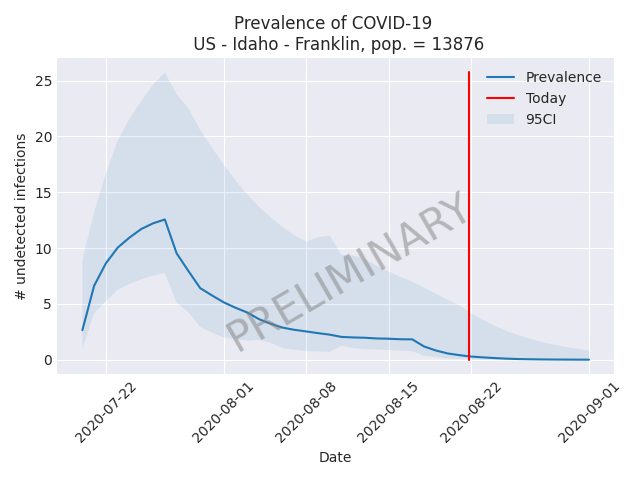 Prevalence of COVID-19
US - Idaho - Franklin, pop. = 13876
# undetected infections
25
20
15
10
5
0
Prevalence
Today
95CI
PRELIMINARY
2020-07-22
2020-08-01
2020-08-08
2020-08-15
2020-08-22
2020-09-01
Date